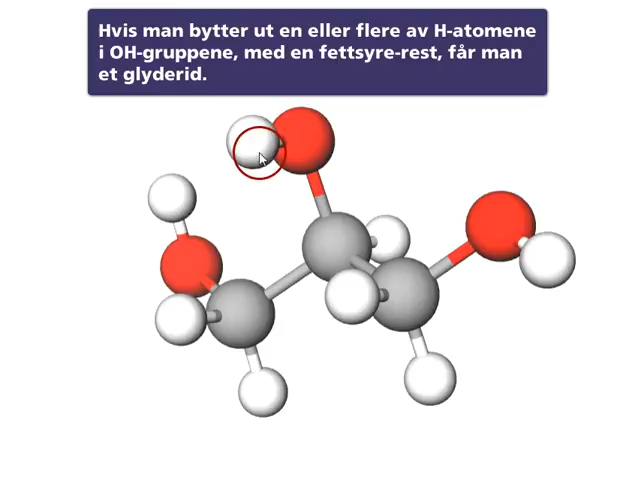 Hvis man bytter ut en eller flere av H-atomene
i OH-gruppene, med en fettsyre-rest, får man
et glyderid.